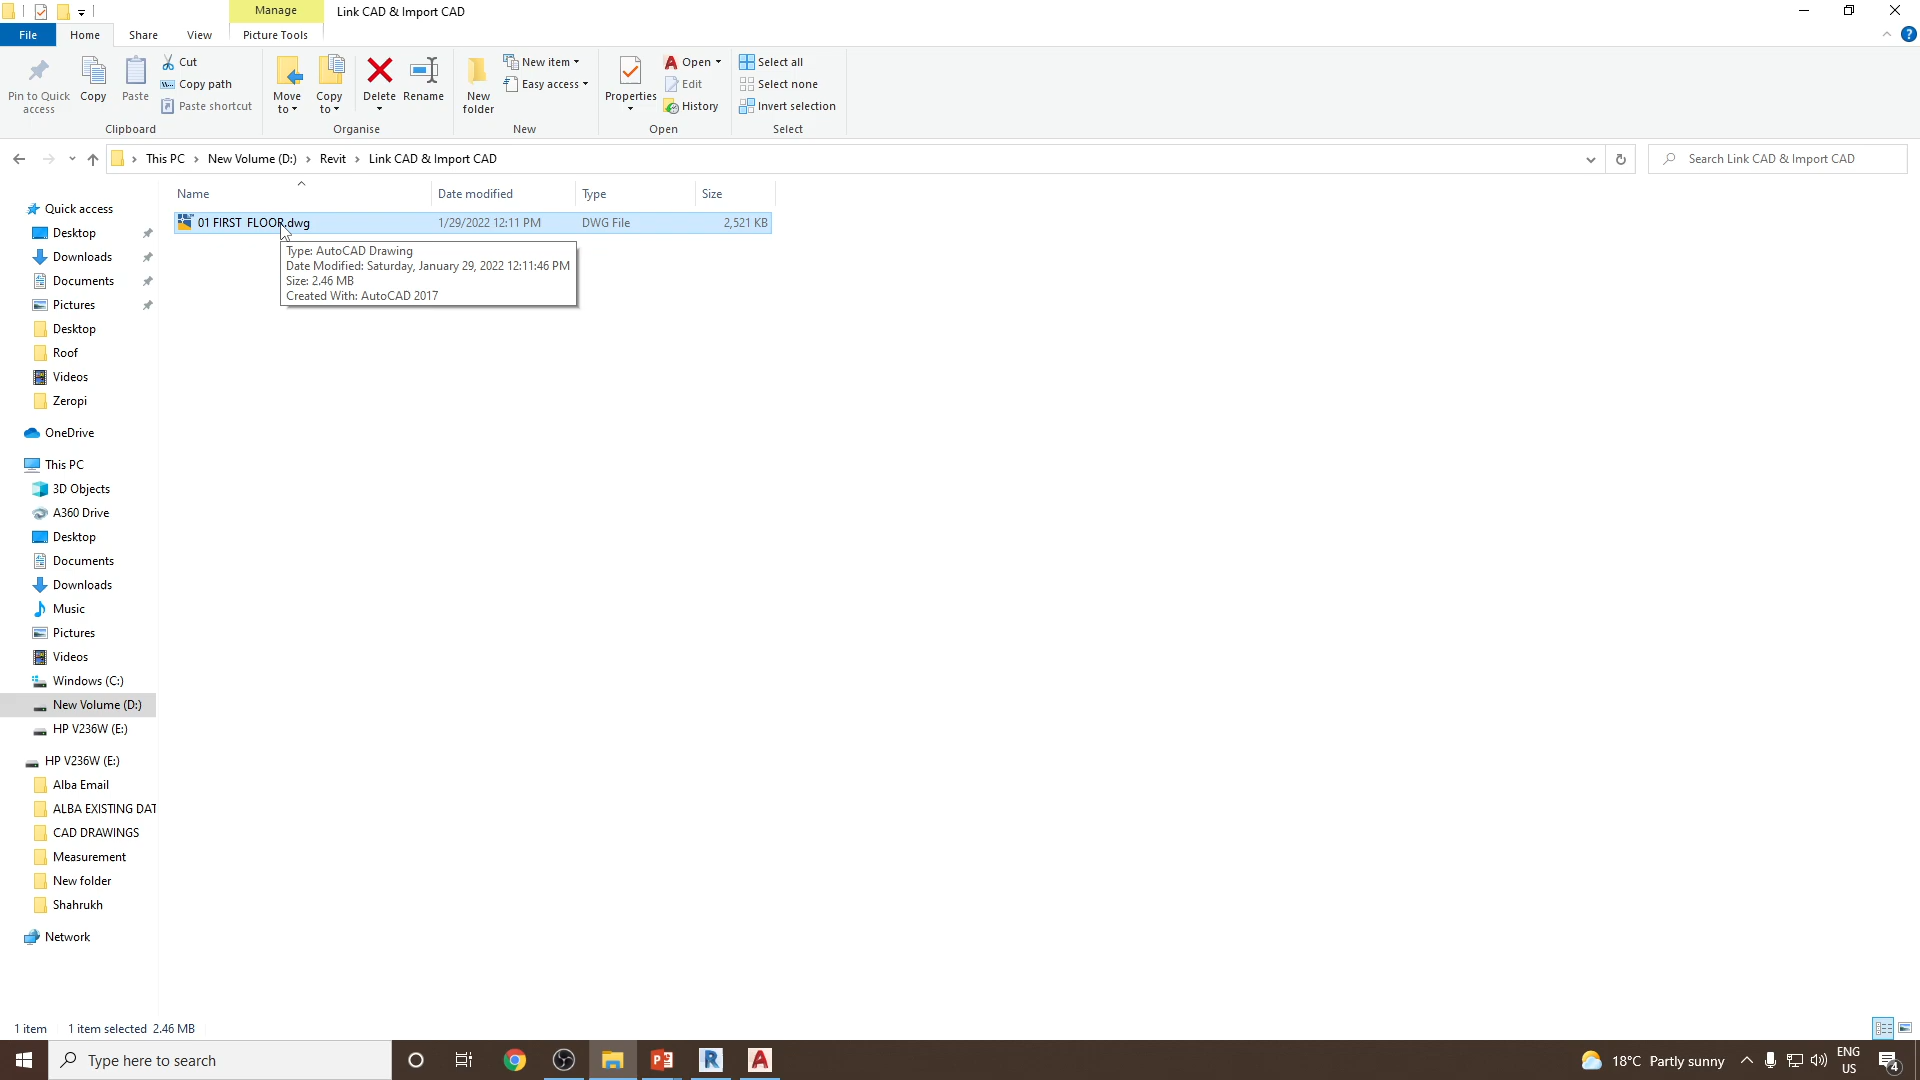 Manage
Link CAD & Import CAD
File
Home
Share
View
Picture Tools
Pin to Quick access
Copy
Paste
Cut
Copy path
Paste shortcut
Clipboard
Move to
Copy to
Delete
Rename
Organise
New folder
New item
Easy access
New
Properties
Open
Edit
History
Open
Select all
Select none
Invert selection
Select
This PC
New Volume (D:)
Revit
Link CAD & Import CAD
Search Link CAD & Import CAD
Name
Date modified
Type
Size
01 FIRST FLOOR.dwg
1/29/2022 12:11 PM
DWG File
2,521 KB
Type: AutoCAD Drawing
Date Modified: Saturday, January 29, 2022 12:11:46 PM
Size: 2.46 MB
Created With: AutoCAD 2017
Quick access
Desktop
Downloads
Documents
Pictures
Desktop
Roof
Videos
Zeropi
OneDrive
This PC
3D Objects
A360 Drive
Desktop
Documents
Downloads
Music
Pictures
Videos
Windows (C:)
New Volume (D:)
HP V236W (E:)
HP V236W (E:)
Alba Email
ALBA EXISTING DAT
CAD DRAWINGS
Measurement
New folder
Shahrukh
Network
1 item
1 item selected 2.46 MB
Type here to search
18°C Partly sunny
ENG
US
4